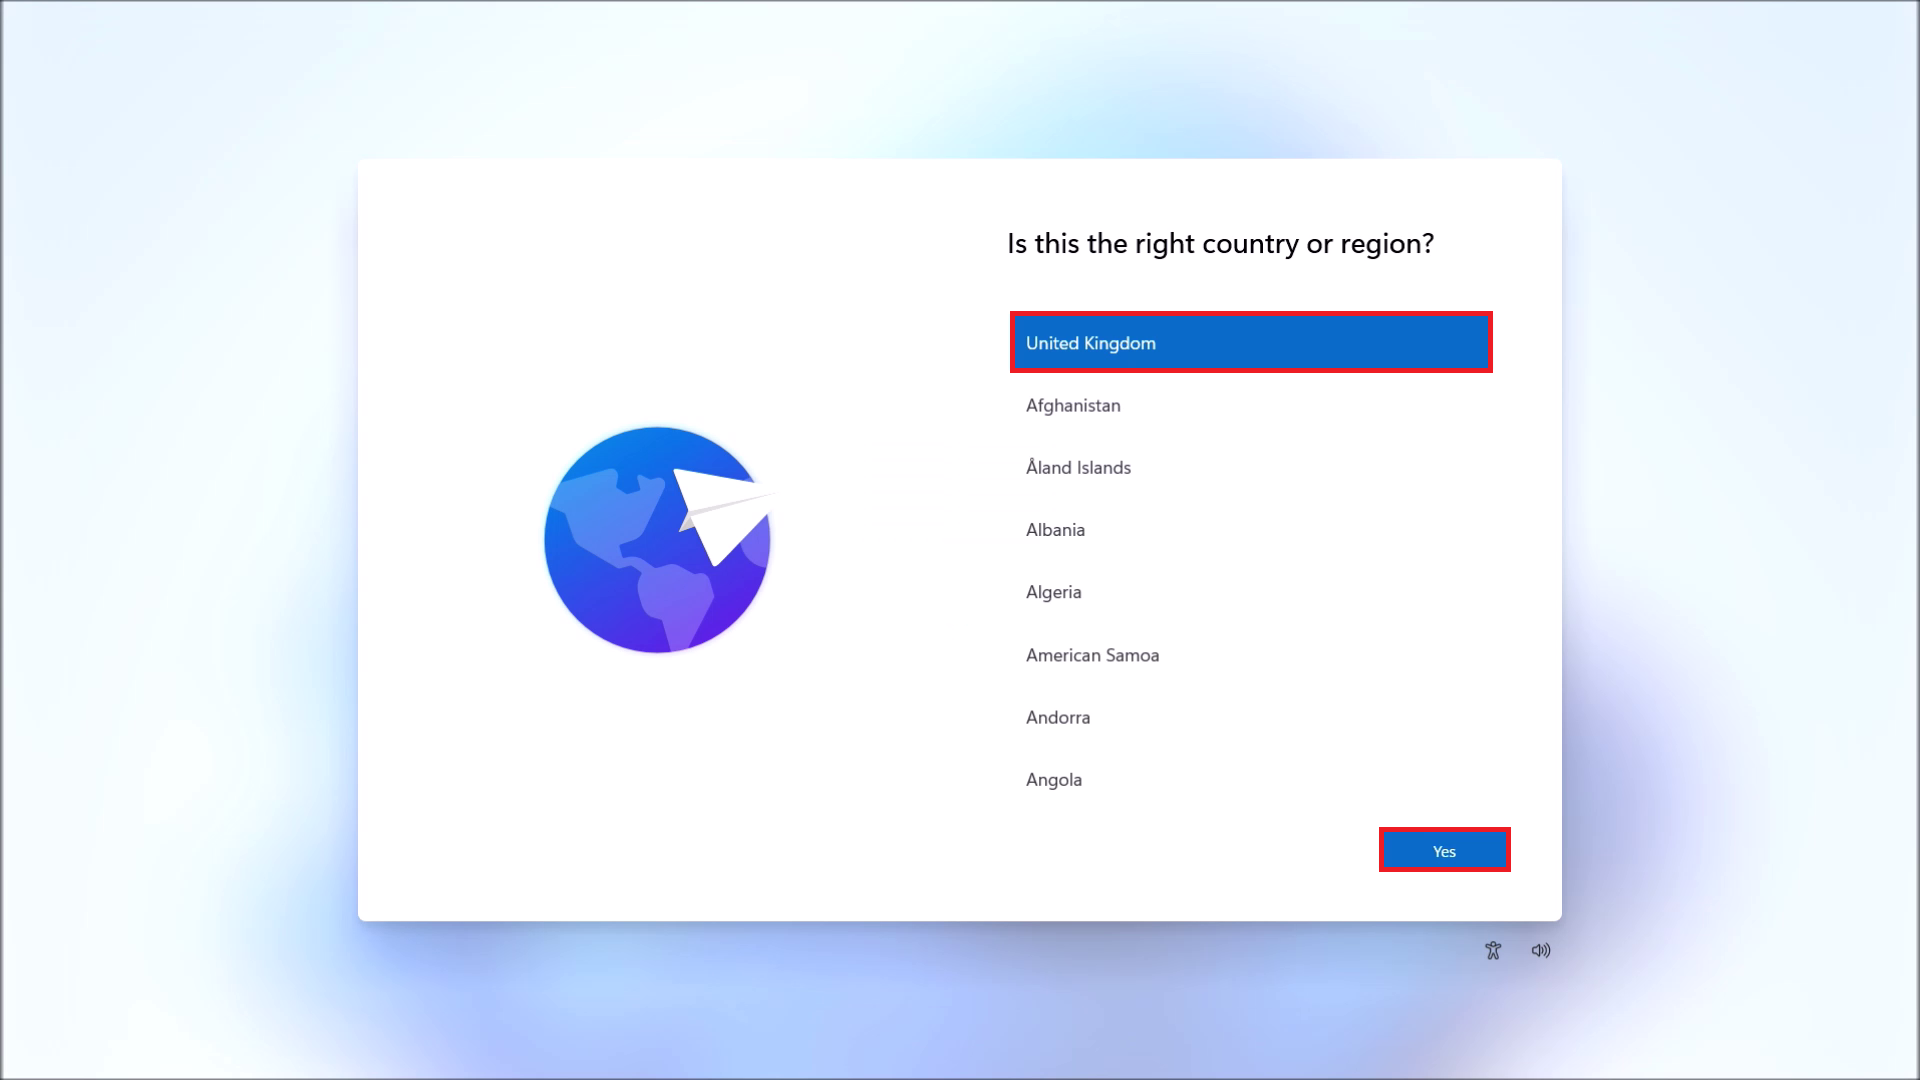 Is this the right country or region?
United Kingdom
Afghanistan
Åland Islands
Albania
Algeria
American Samoa
Andorra
Angola
Yes